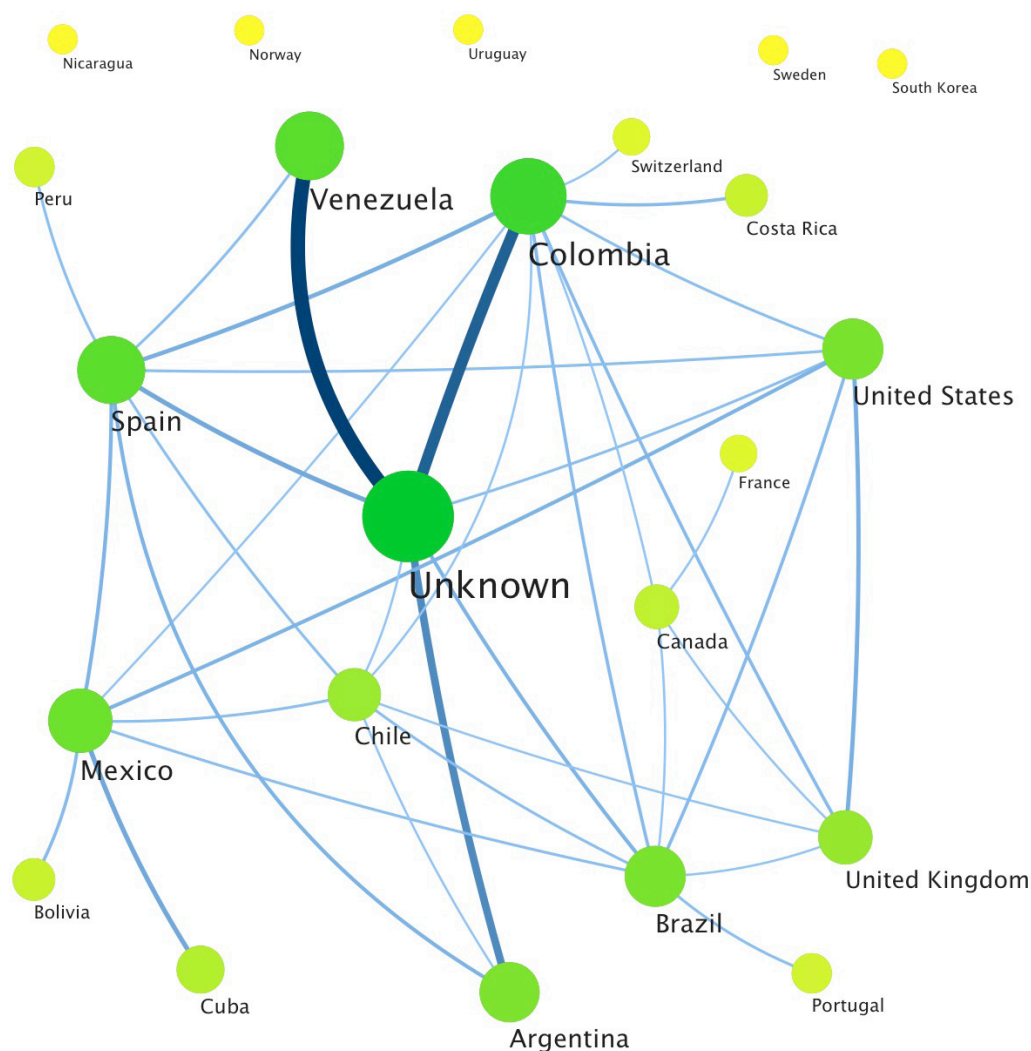 Nicaragua
Norway
Uruguay
Sweden
South Korea
Peru
Venezuela
Switzerland
Costa Rica
Colombia
Spain
United States
France
Unknown
Canada
Mexico
Chile
Bolivia
Brazil
United Kingdom
Cuba
Argentina
Portugal